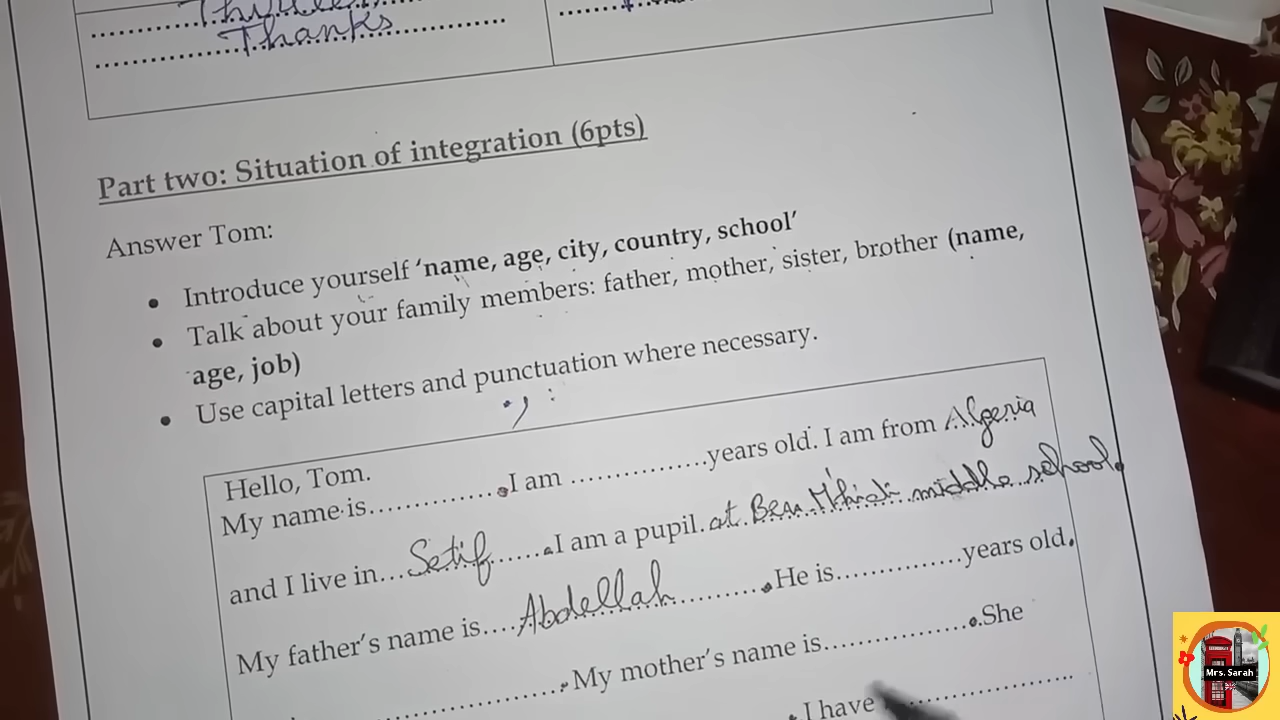 Thanks
Part two: Situation of integration (6pts)
Answer Tom:
• Introduce yourself ‘name, age, city, country, school’
• Talk about your family members: father, mother, sister, brother (name,
age, job)
• Use capital letters and punctuation where necessary.
. , :
Hello, Tom.
My name is...............I am ...............years old. I am from Algeria
and I live in...Setif.......I am a pupil.at Ben M'hidi middle school.
My father’s name is....Abdellah..........He is..............years old.
.................My mother’s name is................She
.I have ....................
Mrs. Sarah